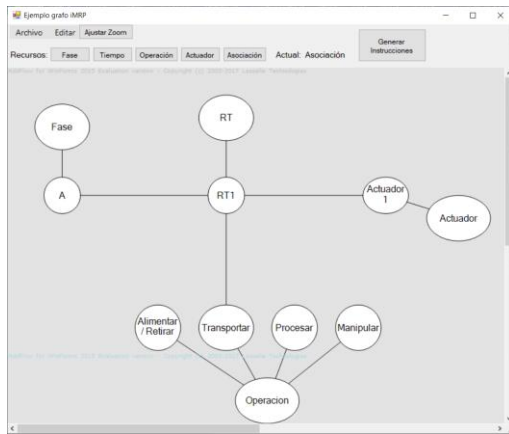 Ejemplo grafo iMRP
Archivo Editar Ajustar Zoom
Recursos: Fase Tiempo Operación Actuador Asociación Actual: Asociación
Generar
Instrucciones
RT
Fase
A
RT1
Actuador
1
Actuador
Alimentar
/ Retirar
Transportar
Procesar
Manipular
Operacion